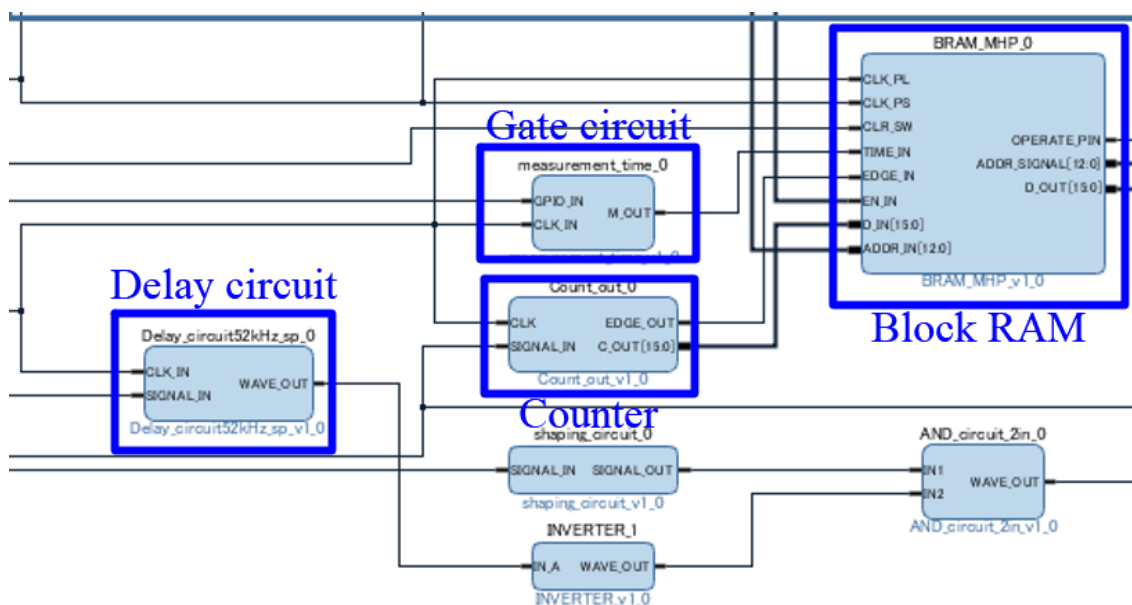 BRAM_MHP_0
CLK_PL
CLK_PS
CLR_SW
TIME_IN
EDGE_IN
EN_IN
D_IN[15:0]
ADDR_IN[12:0]
OPERATE_PIN
ADDR_SIGNAL[12:0]
D_OUT[15:0]
BRAM_MHP_v1_0
Block RAM
Gate circuit
measurement_time_0
GPIO_IN
CLK_IN
M_OUT
measurement_time_v1_0
Delay circuit
Delay_circuit52kHz_sp_0
CLK_IN
SIGNAL_IN
WAVE_OUT
Delay_circuit52kHz_sp_v1_0
Count_out_0
CLK
SIGNAL_IN
EDGE_OUT
C_OUT[15:0]
Count_out_v1_0
Counter
shaping_circuit_0
SIGNAL_IN
SIGNAL_OUT
shaping_circuit_v1_0
INVERTER_1
IN_A
WAVE_OUT
INVERTER_v1_0
AND_circuit_2in_0
IN1
IN2
WAVE_OUT
AND_circuit_2in_v1_0